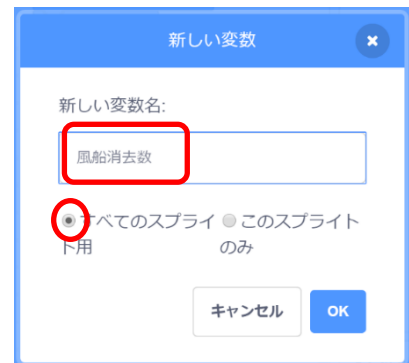 新しい変数
新しい変数名:
風船消去数
すべてのスプライ このスプライト
ト用 のみ
キャンセル OK